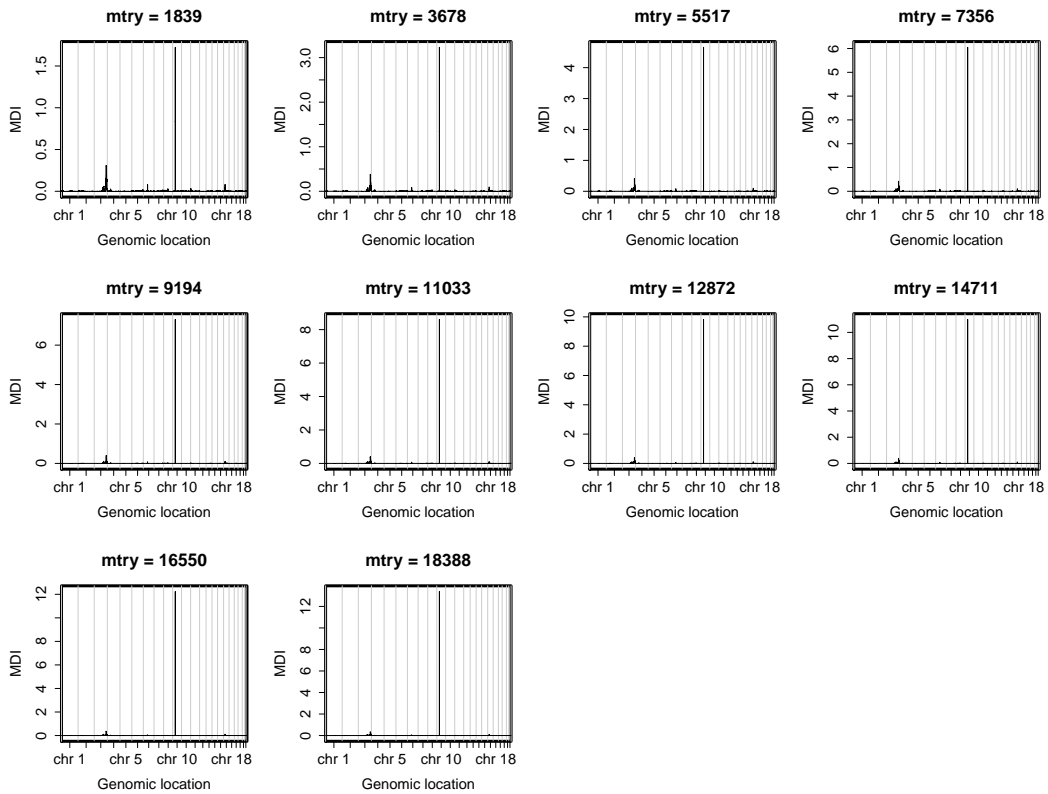 mtry = 1839
MDI
0.0 0.5 1.0 1.5
chr 1 chr 5 chr 10 chr 18
Genomic location
mtry = 3678
MDI
0.0 1.0 2.0 3.0
chr 1 chr 5 chr 10 chr 18
Genomic location
mtry = 5517
MDI
0 1 2 3 4
chr 1 chr 5 chr 10 chr 18
Genomic location
mtry = 7356
MDI
0 1 2 3 4 5 6
chr 1 chr 5 chr 10 chr 18
Genomic location
mtry = 9194
MDI
0 2 4 6
chr 1 chr 5 chr 10 chr 18
Genomic location
mtry = 11033
MDI
0 2 4 6 8
chr 1 chr 5 chr 10 chr 18
Genomic location
mtry = 12872
MDI
0 2 4 6 8 10
chr 1 chr 5 chr 10 chr 18
Genomic location
mtry = 14711
MDI
0 2 4 6 8 10
chr 1 chr 5 chr 10 chr 18
Genomic location
mtry = 16550
MDI
0 2 4 6 8 12
chr 1 chr 5 chr 10 chr 18
Genomic location
mtry = 18388
MDI
0 2 4 6 8 12
chr 1 chr 5 chr 10 chr 18
Genomic location